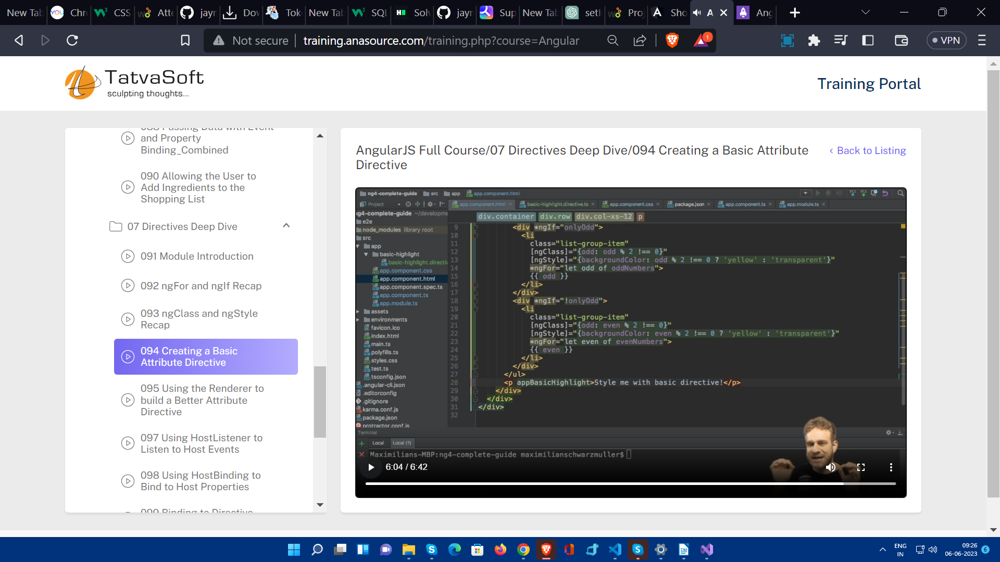 New Tab
Chr
CSS
Atte
jayr
Dov
Tok
New Tab
SQL
Solv
jayr
Sup
New Tab
setI
Proj
Sho
A
Ang
Not secure
training.anasource.com/training.php?course=Angular
1
VPN
TatvaSoft
sculpting thoughts...
Training Portal
088 Passing Data with Event
and Property
Binding_Combined
090 Allowing the User to
Add Ingredients to the
Shopping List
07 Directives Deep Dive
091 Module Introduction
092 ngFor and ngIf Recap
093 ngClass and ngStyle
Recap
094 Creating a Basic
Attribute Directive
095 Using the Renderer to
build a Better Attribute
Directive
097 Using HostListener to
Listen to Host Events
098 Using HostBinding to
Bind to Host Properties
099 Binding to Directive
AngularJS Full Course/07 Directives Deep Dive/094 Creating a Basic Attribute
Directive
Back to Listing
ng4-complete-guide src app app.component.html
VCS VCS
Project
app.component.html basic-highlight.directive.ts app.component.css package.json app.component.ts app.module.ts
div.container div.row div.col-xs-12 p
ng4-complete-guide ~/developme
e2e
node_modules library root
src
app
basic-highlight
basic-highlight.directiv
app.component.css
app.component.html
app.component.spec.ts
app.component.ts
app.module.ts
assets
environments
favicon.ico
index.html
main.ts
polyfills.ts
styles.css
test.ts
tsconfig.json
.angular-cli.json
.editorconfig
.gitignore
karma.conf.js
package.json
protractor.conf.js
9 <div *ngIf="onlyOdd">
10 <li
11 class="list-group-item"
12 [ngClass]="{odd: odd % 2 !== 0}"
13 [ngStyle]="{backgroundColor: odd % 2 !== 0 ? 'yellow' : 'transparent'}"
14 *ngFor="let odd of oddNumbers">
15 {{ odd }}
16 </li>
17 </div>
18 <div *ngIf="!onlyOdd">
19 <li
20 class="list-group-item"
21 [ngClass]="{odd: even % 2 !== 0}"
22 [ngStyle]="{backgroundColor: even % 2 !== 0 ? 'yellow' : 'transparent'}"
23 *ngFor="let even of evenNumbers">
24 {{ even }}
25 </li>
26 </div>
27 </ul>
28 <p appBasicHighlight>Style me with basic directive!</p>
29 </div>
30 </div>
31 </div>
32
Terminal
Local Local (1)
Maximilians-MBP:ng4-complete-guide maximilianschwarzmuller$
6:04 / 6:42
ENG
IN
09:26
06-06-2023
6